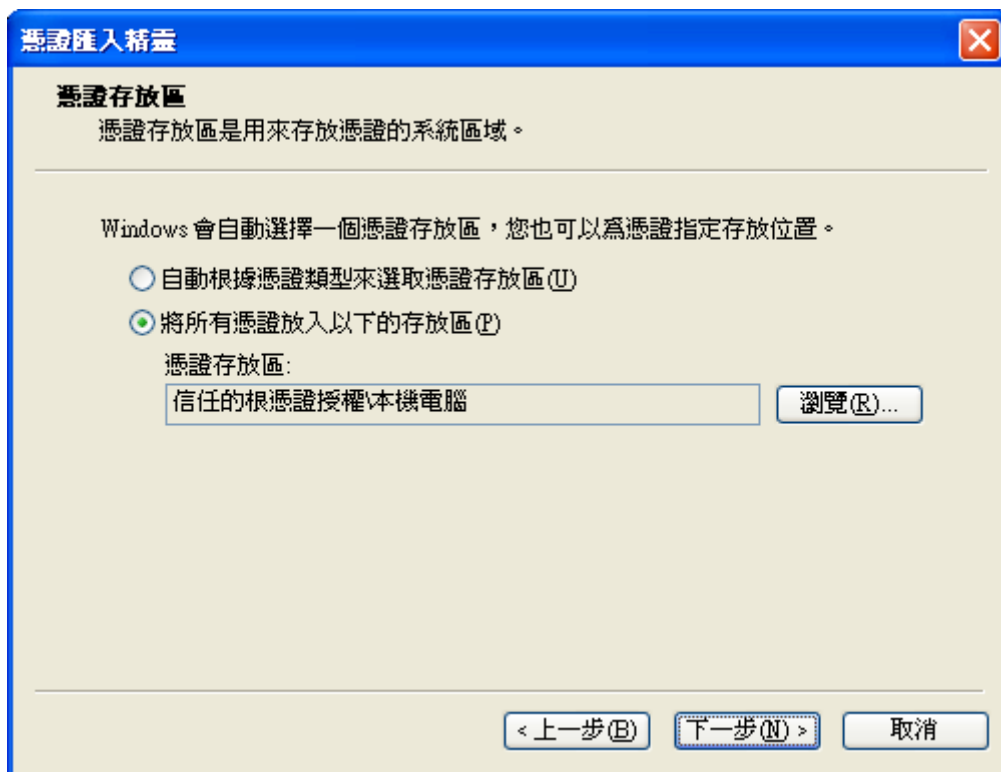 憑證匯入精靈
憑證存放區
憑證存放區是用來存放憑證的系統區域。
Windows 會自動選擇一個憑證存放區，您也可以為憑證指定存放位置。
自動根據憑證類型來選取憑證存放區(U)
將所有憑證放入以下的存放區(P)
憑證存放區:
信任的根憑證授權\本機電腦
瀏覽(R)...
< 上一步(B)
下一步(N) >
取消